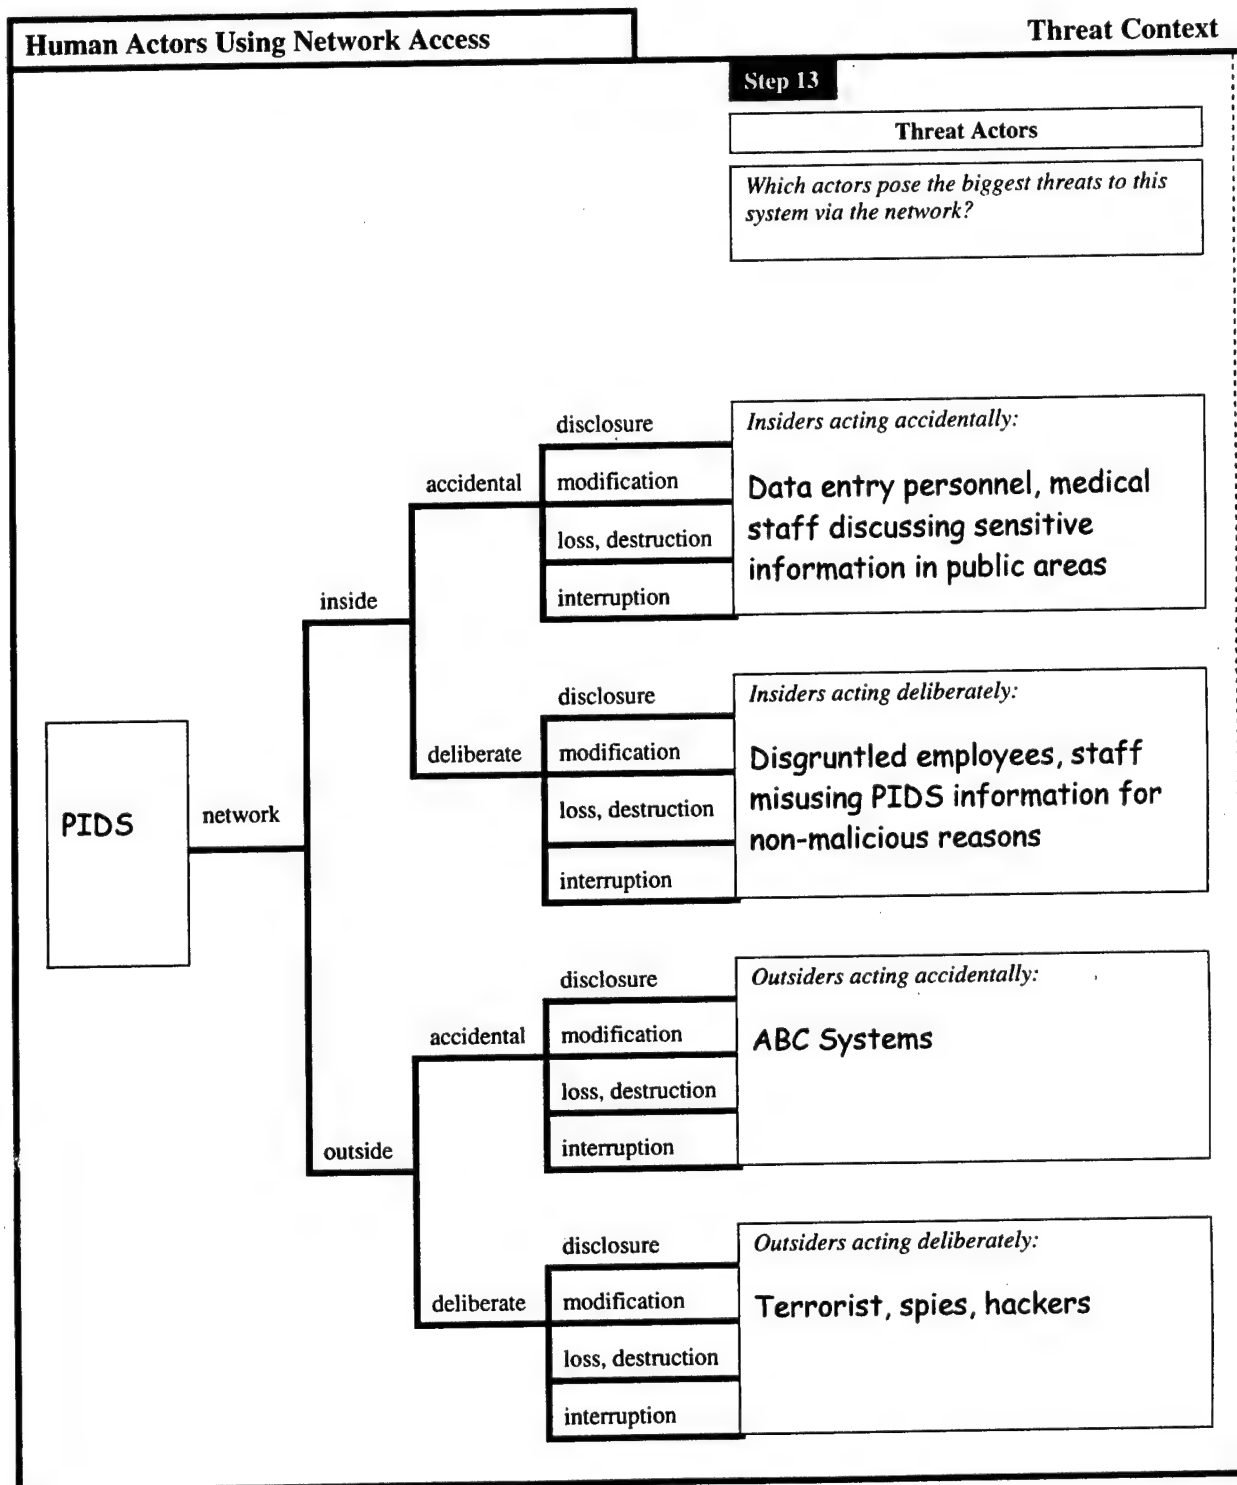 Human Actors Using Network Access
Threat Context
Step 13
Threat Actors
Which actors pose the biggest threats to this
system via the network?
PIDS
network
inside
accidental
disclosure
modification
loss, destruction
interruption
Insiders acting accidentally:
Data entry personnel, medical
staff discussing sensitive
information in public areas
deliberate
disclosure
modification
loss, destruction
interruption
Insiders acting deliberately:
Disgruntled employees, staff
misusing PIDS information for
non-malicious reasons
outside
accidental
disclosure
modification
loss, destruction
interruption
Outsiders acting accidentally:
ABC Systems
deliberate
disclosure
modification
loss, destruction
interruption
Outsiders acting deliberately:
Terrorist, spies, hackers